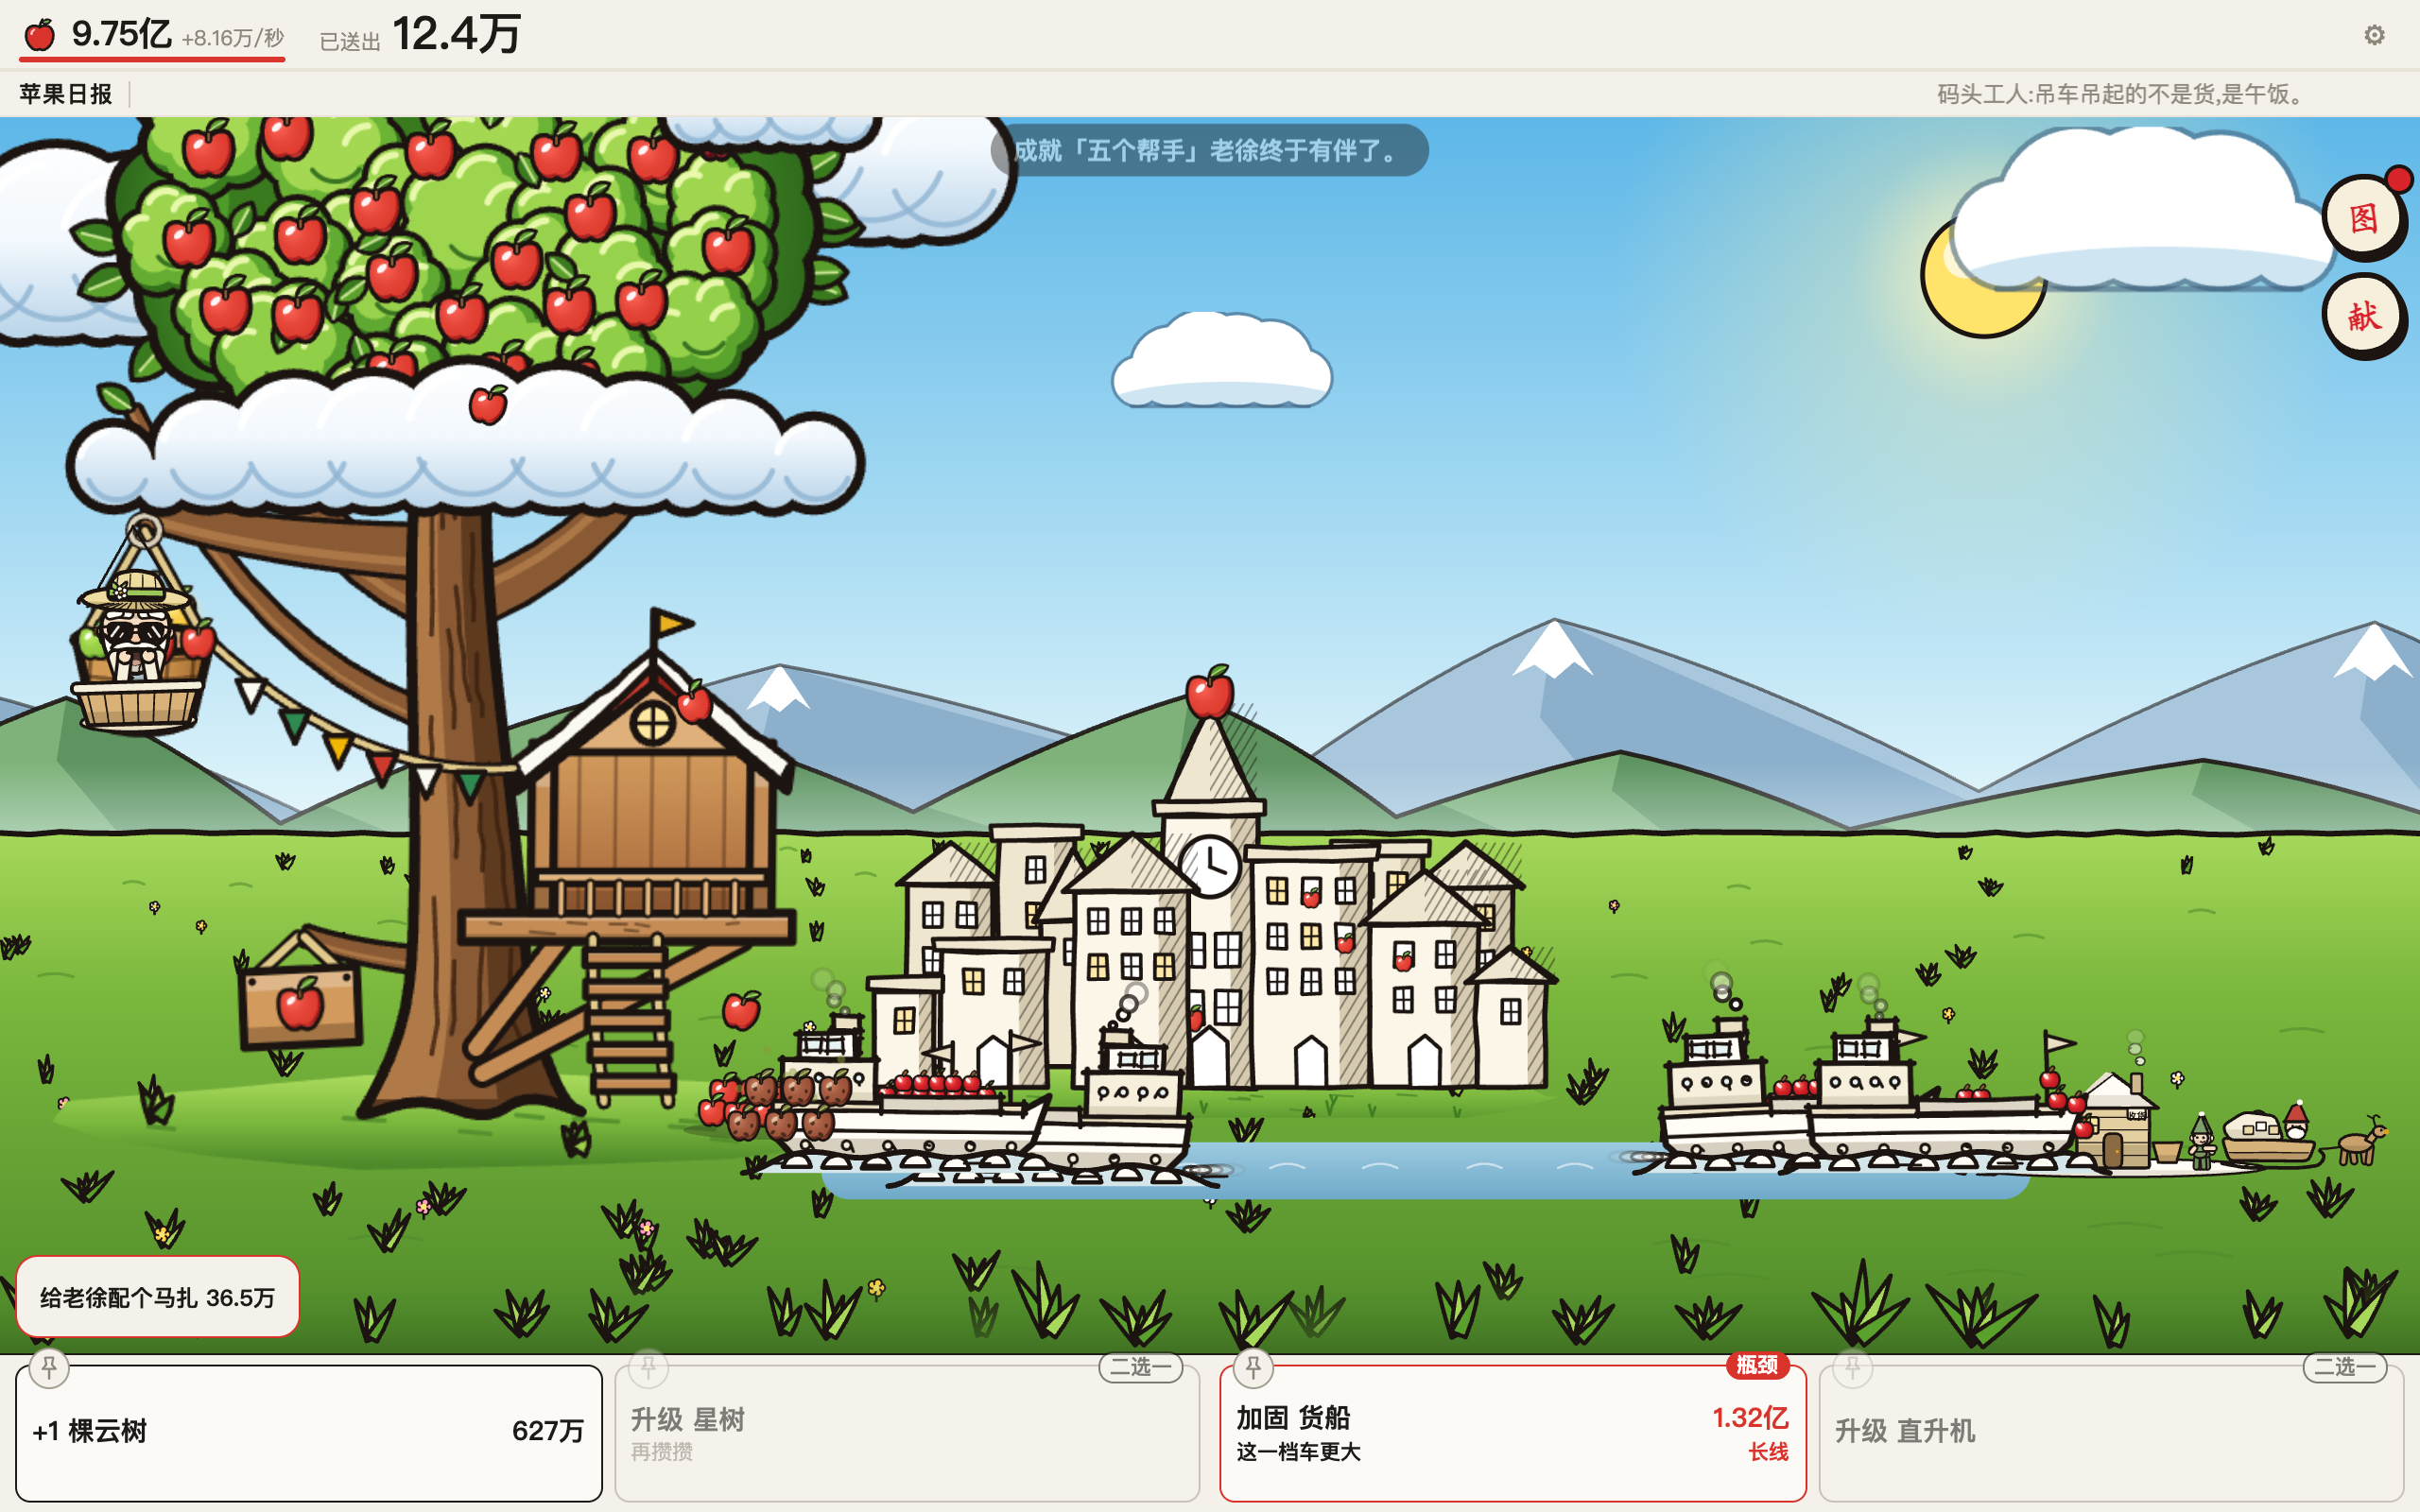 9.75亿 +8.16万/秒 已送出 12.4万
苹果日报 码头工人:吊车吊起的不是货,是午饭。
成就「五个帮手」老徐终于有伴了。
图
献
收货
给老徐配个马扎 36.5万
+1 棵云树 627万
二选一
升级 星树
再攒攒
瓶颈
加固 货船 1.32亿
这一档车更大 长线
二选一
升级 直升机